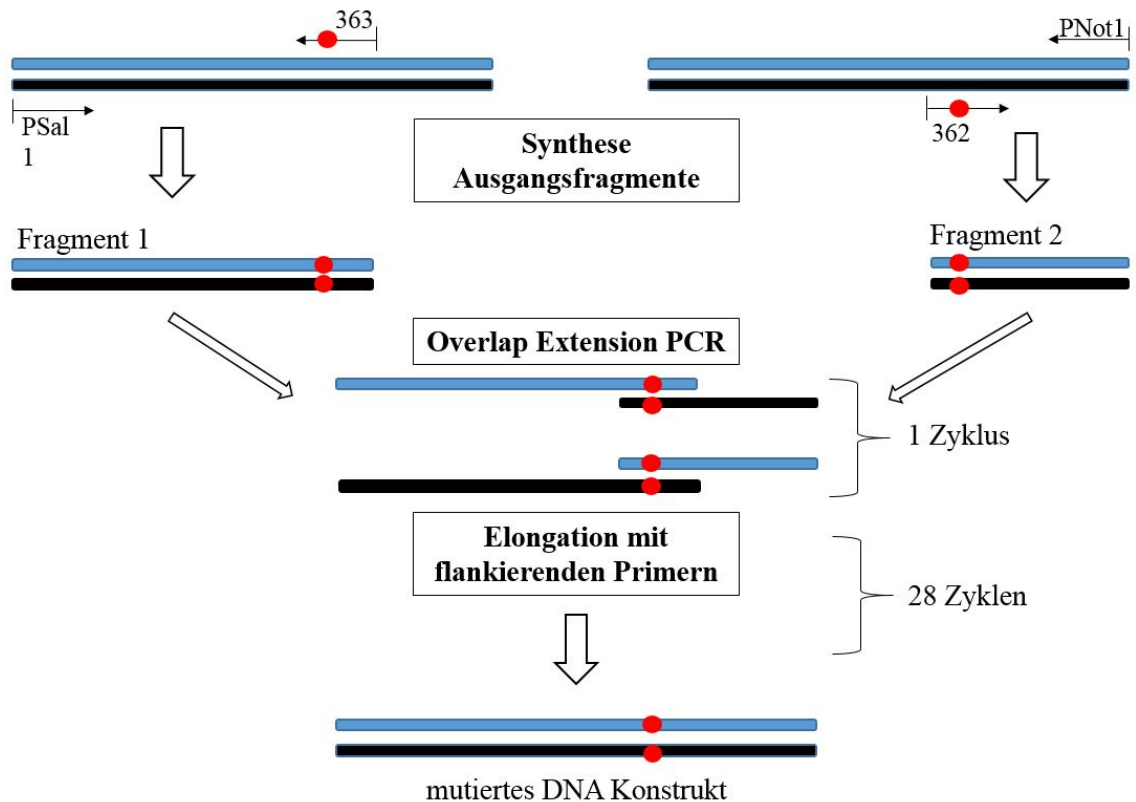 363
PNot1
PSal
1
362
Synthese
Ausgangsfragmente
Fragment 1
Fragment 2
Overlap Extension PCR
1 Zyklus
Elongation mit
flankierenden Primern
28 Zyklen
mutiertes DNA Konstrukt